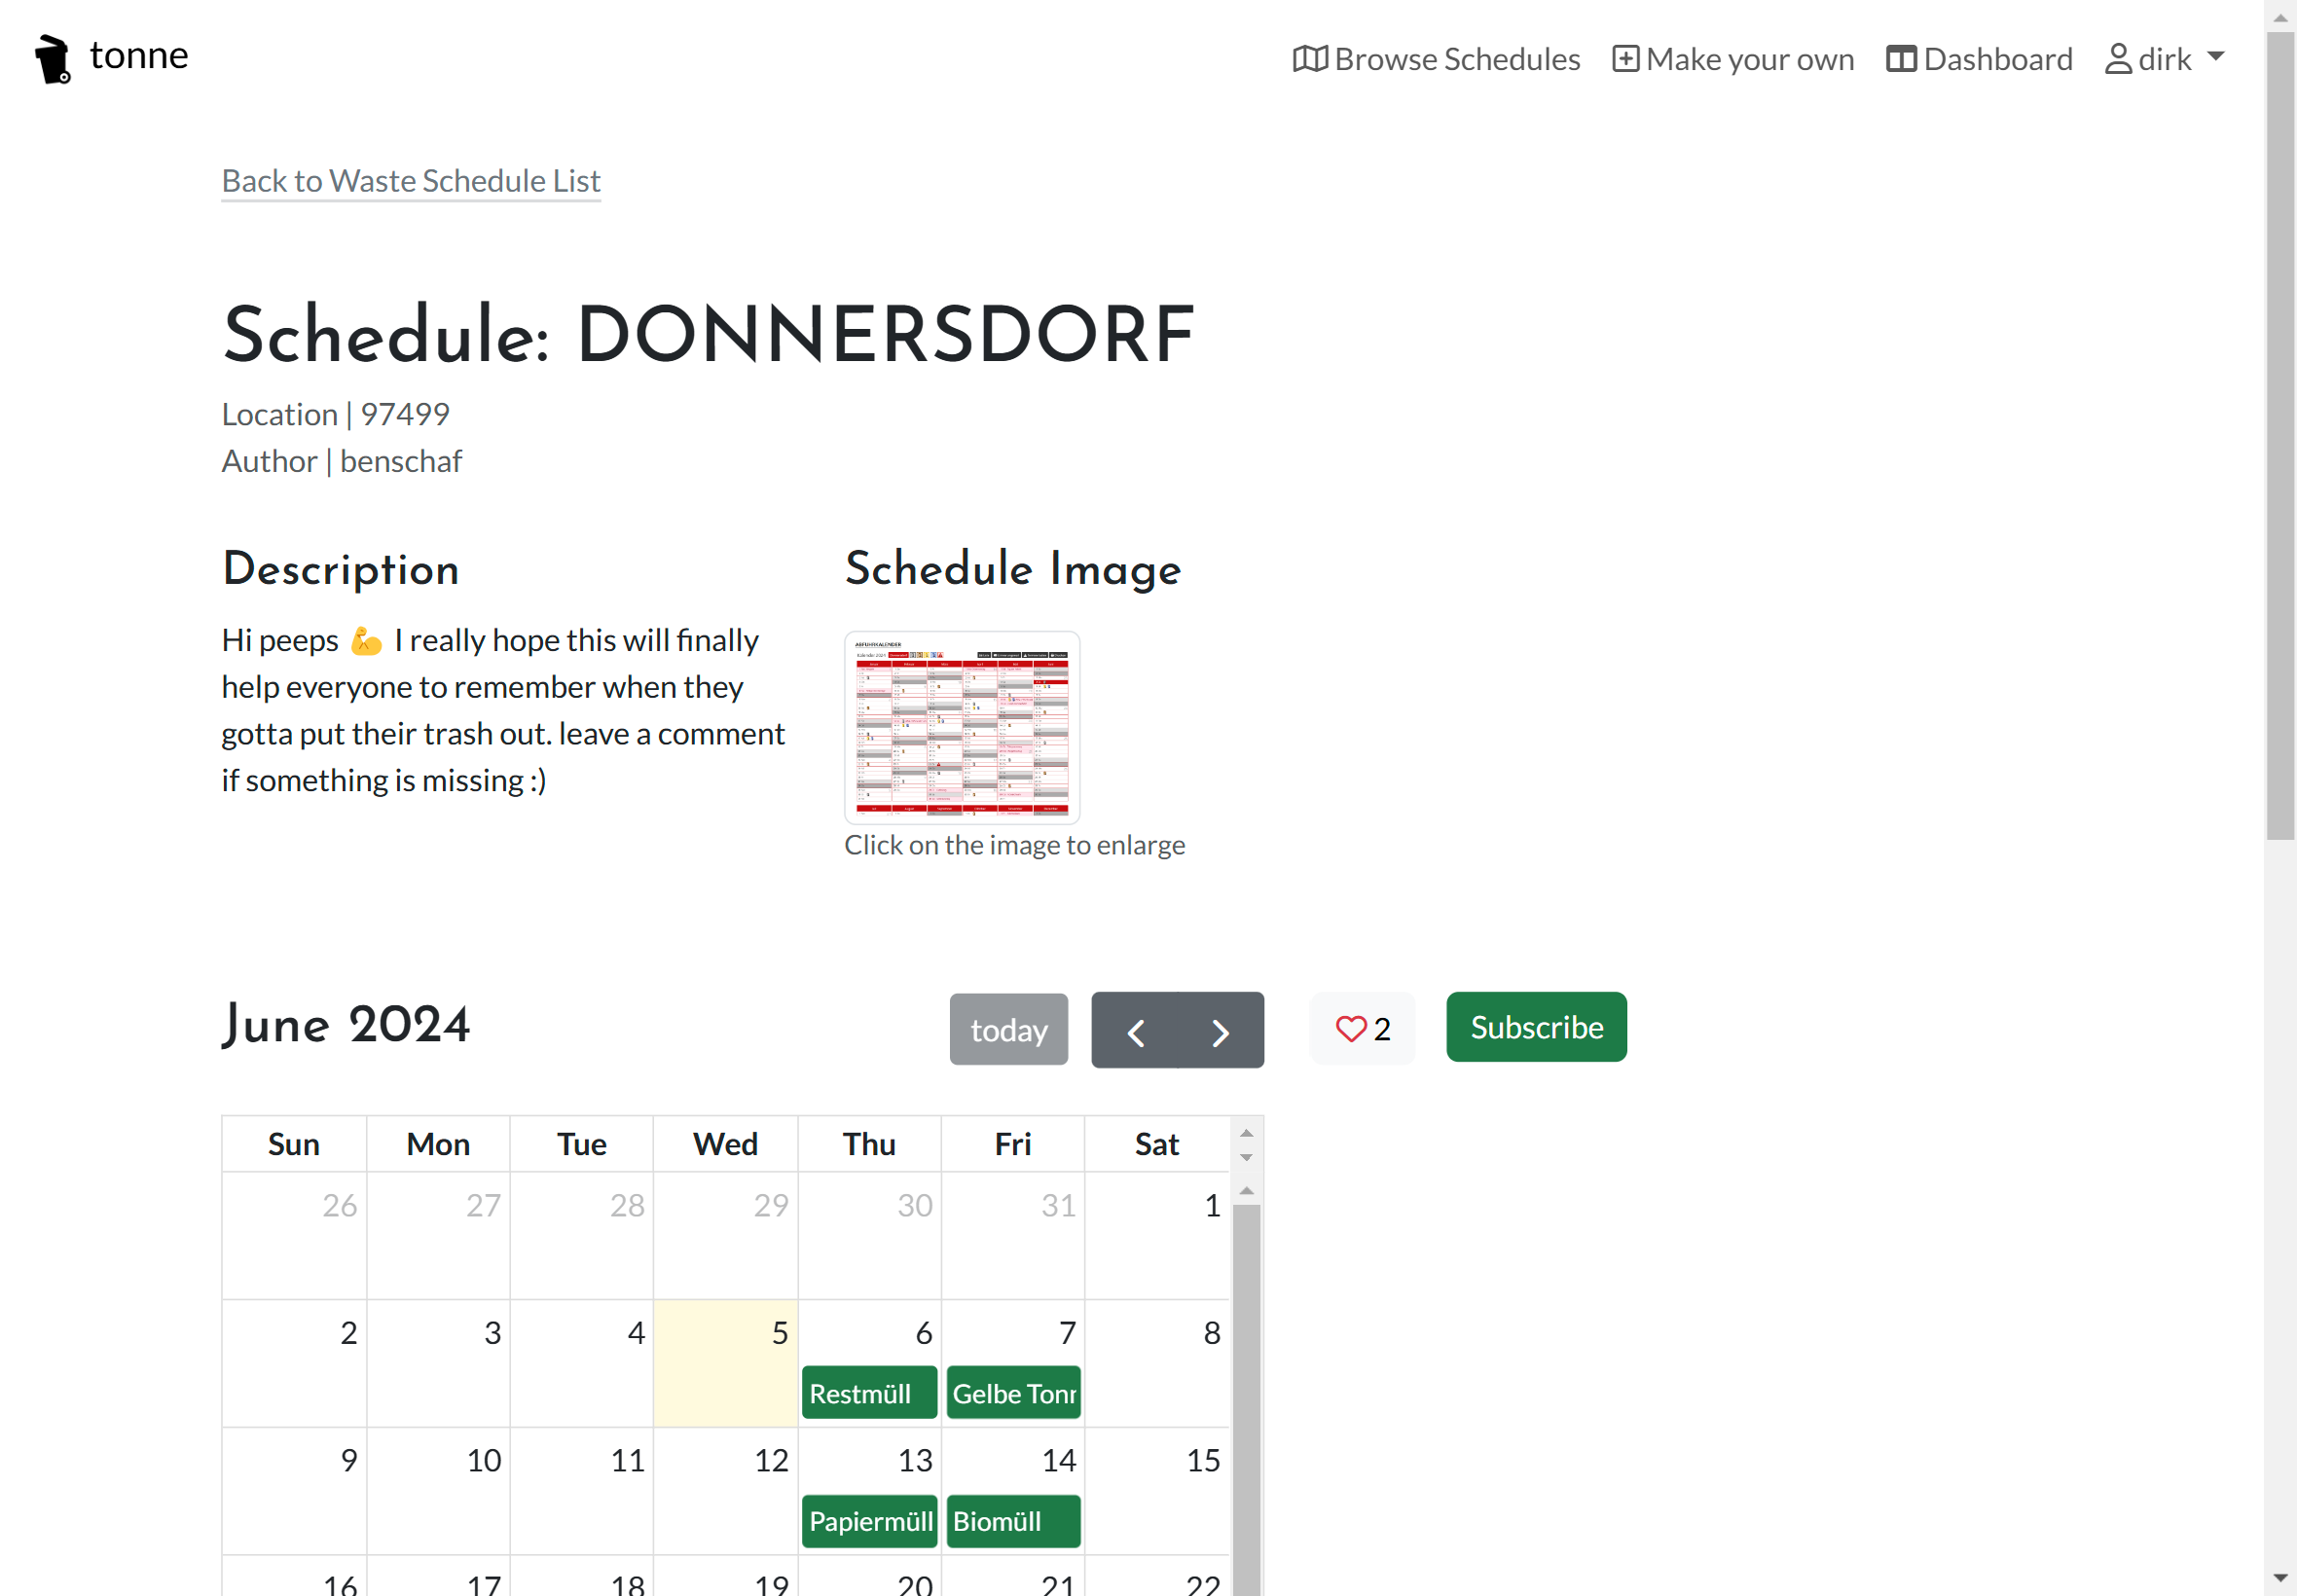 tonne
Browse Schedules
Make your own
Dashboard
dirk
Back to Waste Schedule List
Schedule: DONNERSDORF
Location | 97499
Author | benschaf
Description
Hi peeps 💪 I really hope this will finally
help everyone to remember when they
gotta put their trash out. leave a comment
if something is missing :)
Schedule Image
ABFUHRKALENDER
Kalender 2024
Click on the image to enlarge
June 2024
today
2
Subscribe
Sun Mon Tue Wed Thu Fri Sat
26 27 28 29 30 31 1
2 3 4 5 6 7 8
Restmüll Gelbe Tonn
9 10 11 12 13 14 15
Papiermüll Biomüll
16 17 18 19 20 21 22